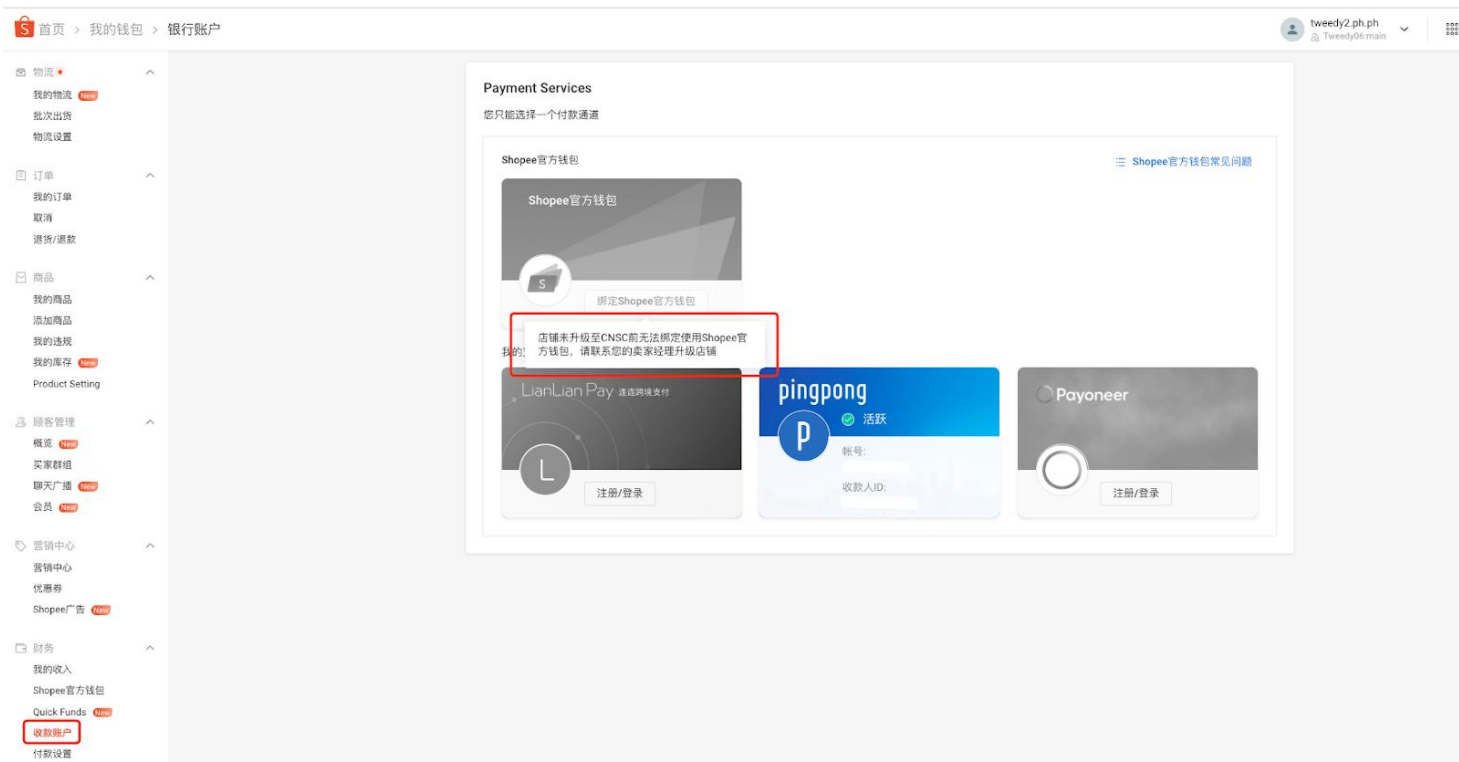 首页 > 我的钱包 > 银行账户
tweedy2.ph.ph
Tweedy06:main
物流
我的物流 New
批次出货
物流设置
订单
我的订单
取消
退货/退款
商品
我的商品
添加商品
我的违规
我的库存 New
Product Setting
顾客管理
概览 New
买家群组
聊天广播 New
会员 New
营销中心
营销中心
优惠券
Shopee广告 New
财务
我的收入
Shopee官方钱包
Quick Funds New
收款账户
付款设置
Payment Services
您只能选择一个付款通道
Shopee官方钱包
Shopee官方钱包常见问题
Shopee官方钱包
S
绑定Shopee官方钱包
店铺未升级至CNSC前无法绑定使用Shopee官
方钱包，请联系您的卖家经理升级店铺
我的
LianLian Pay 连连跨境支付
L
注册/登录
pingpong
活跃
P
帐号:
收款人ID:
Payoneer
注册/登录